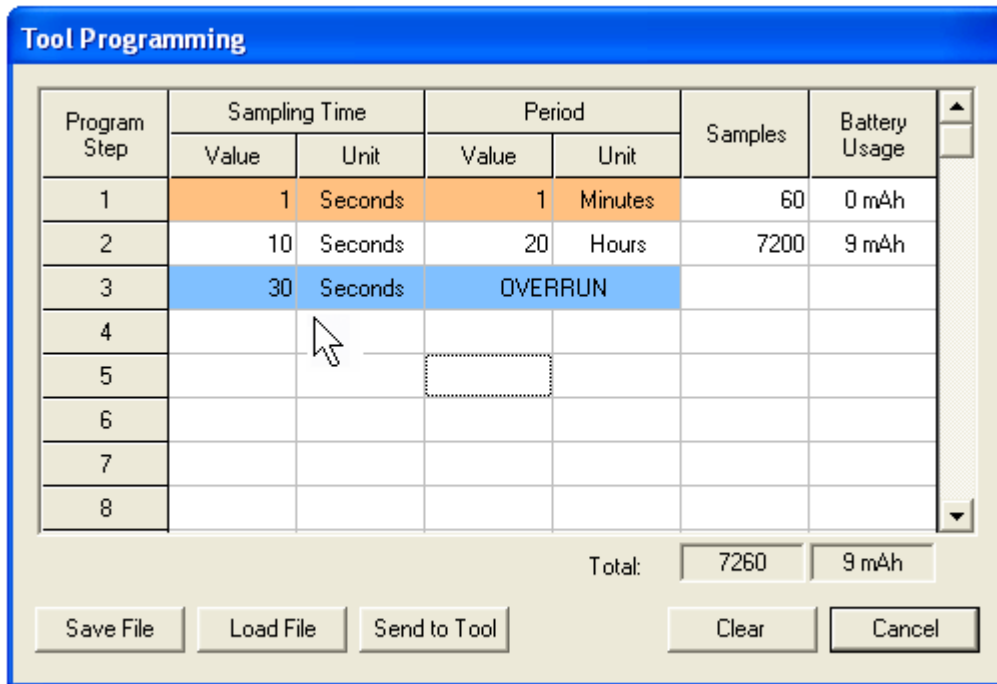 Tool Programming
Program Step Sampling Time Period Samples Battery Usage
Value Unit Value Unit
1 1 Seconds 1 Minutes 60 0 mAh
2 10 Seconds 20 Hours 7200 9 mAh
3 30 Seconds OVERRUN
4
5
6
7
8
Total: 7260 9 mAh
Save File Load File Send to Tool Clear Cancel